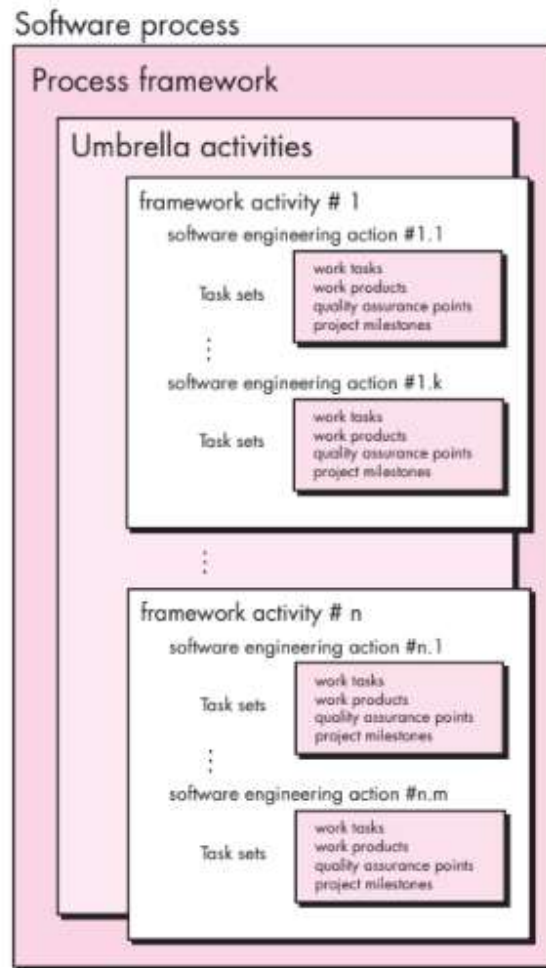 Software process
Process framework
Umbrella activities
framework activity # 1
software engineering action #1.1
Task sets
work tasks
work products
quality assurance points
project milestones
software engineering action #1.k
Task sets
work tasks
work products
quality assurance points
project milestones
framework activity # n
software engineering action #n.1
Task sets
work tasks
work products
quality assurance points
project milestones
software engineering action #n.m
Task sets
work tasks
work products
quality assurance points
project milestones